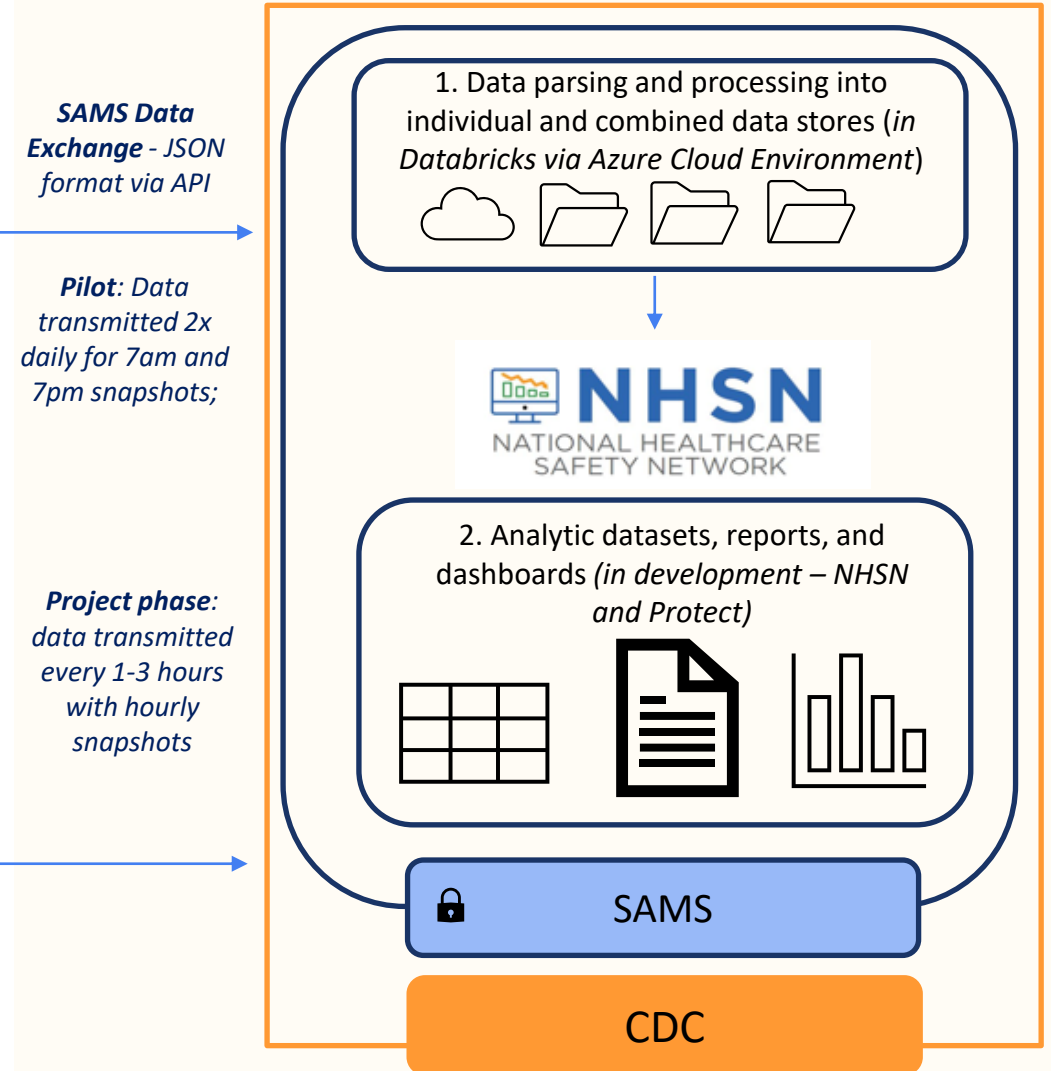 SAMS Data
Exchange - JSON
format via API
Pilot: Data
transmitted 2x
daily for 7am and
7pm snapshots;
Project phase:
data transmitted
every 1-3 hours
with hourly
snapshots
1. Data parsing and processing into
individual and combined data stores (in
Databricks via Azure Cloud Environment)
NHSN
NATIONAL HEALTHCARE
SAFETY NETWORK
2. Analytic datasets, reports, and
dashboards (in development – NHSN
and Protect)
SAMS
CDC